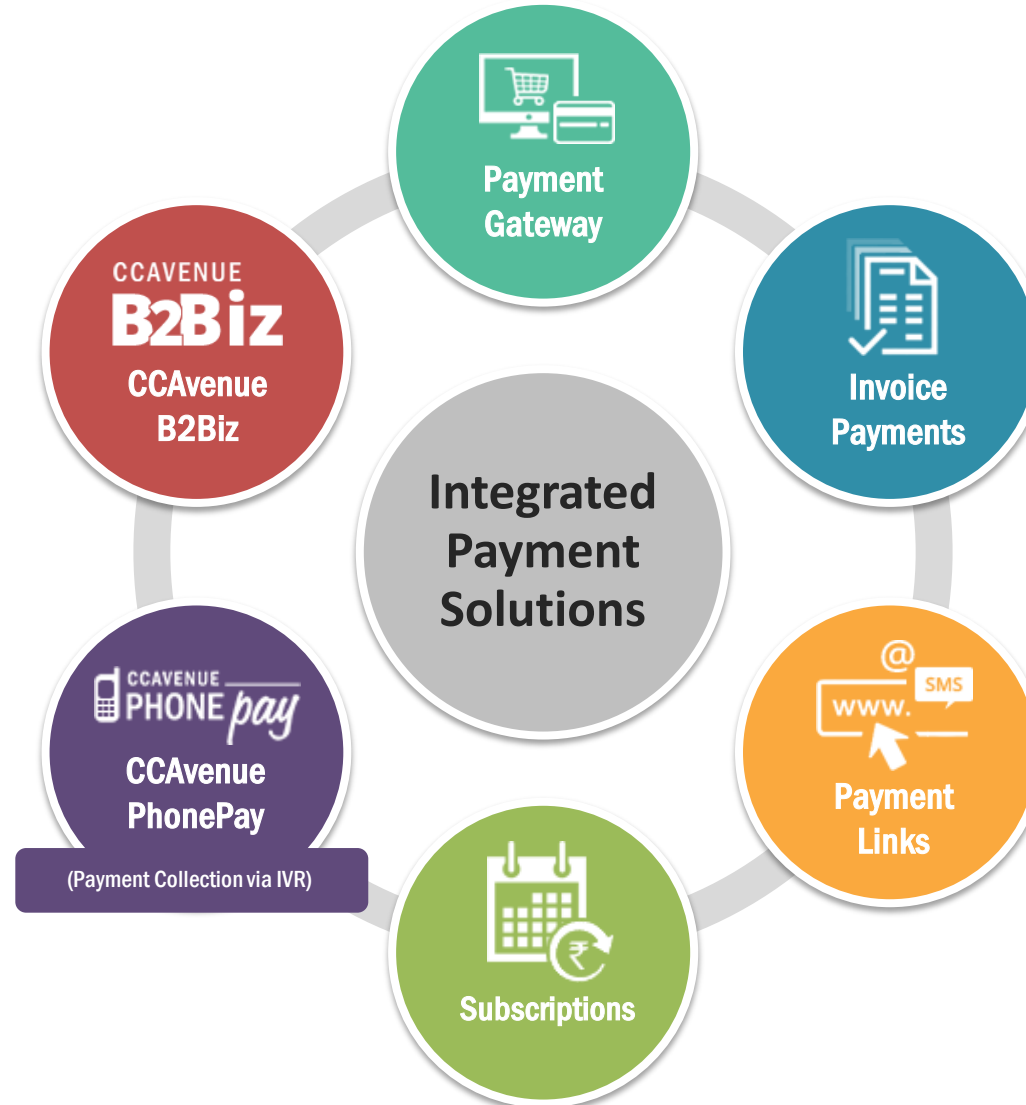 Payment
Gateway
CCAVENUE
B2Biz
CCAvenue
B2Biz
Invoice
Payments
Integrated
Payment
Solutions
CCAVENUE
PHONE pay
CCAvenue
PhonePay
(Payment Collection via IVR)
@
SMS
www.
Payment
Links
₹
Subscriptions